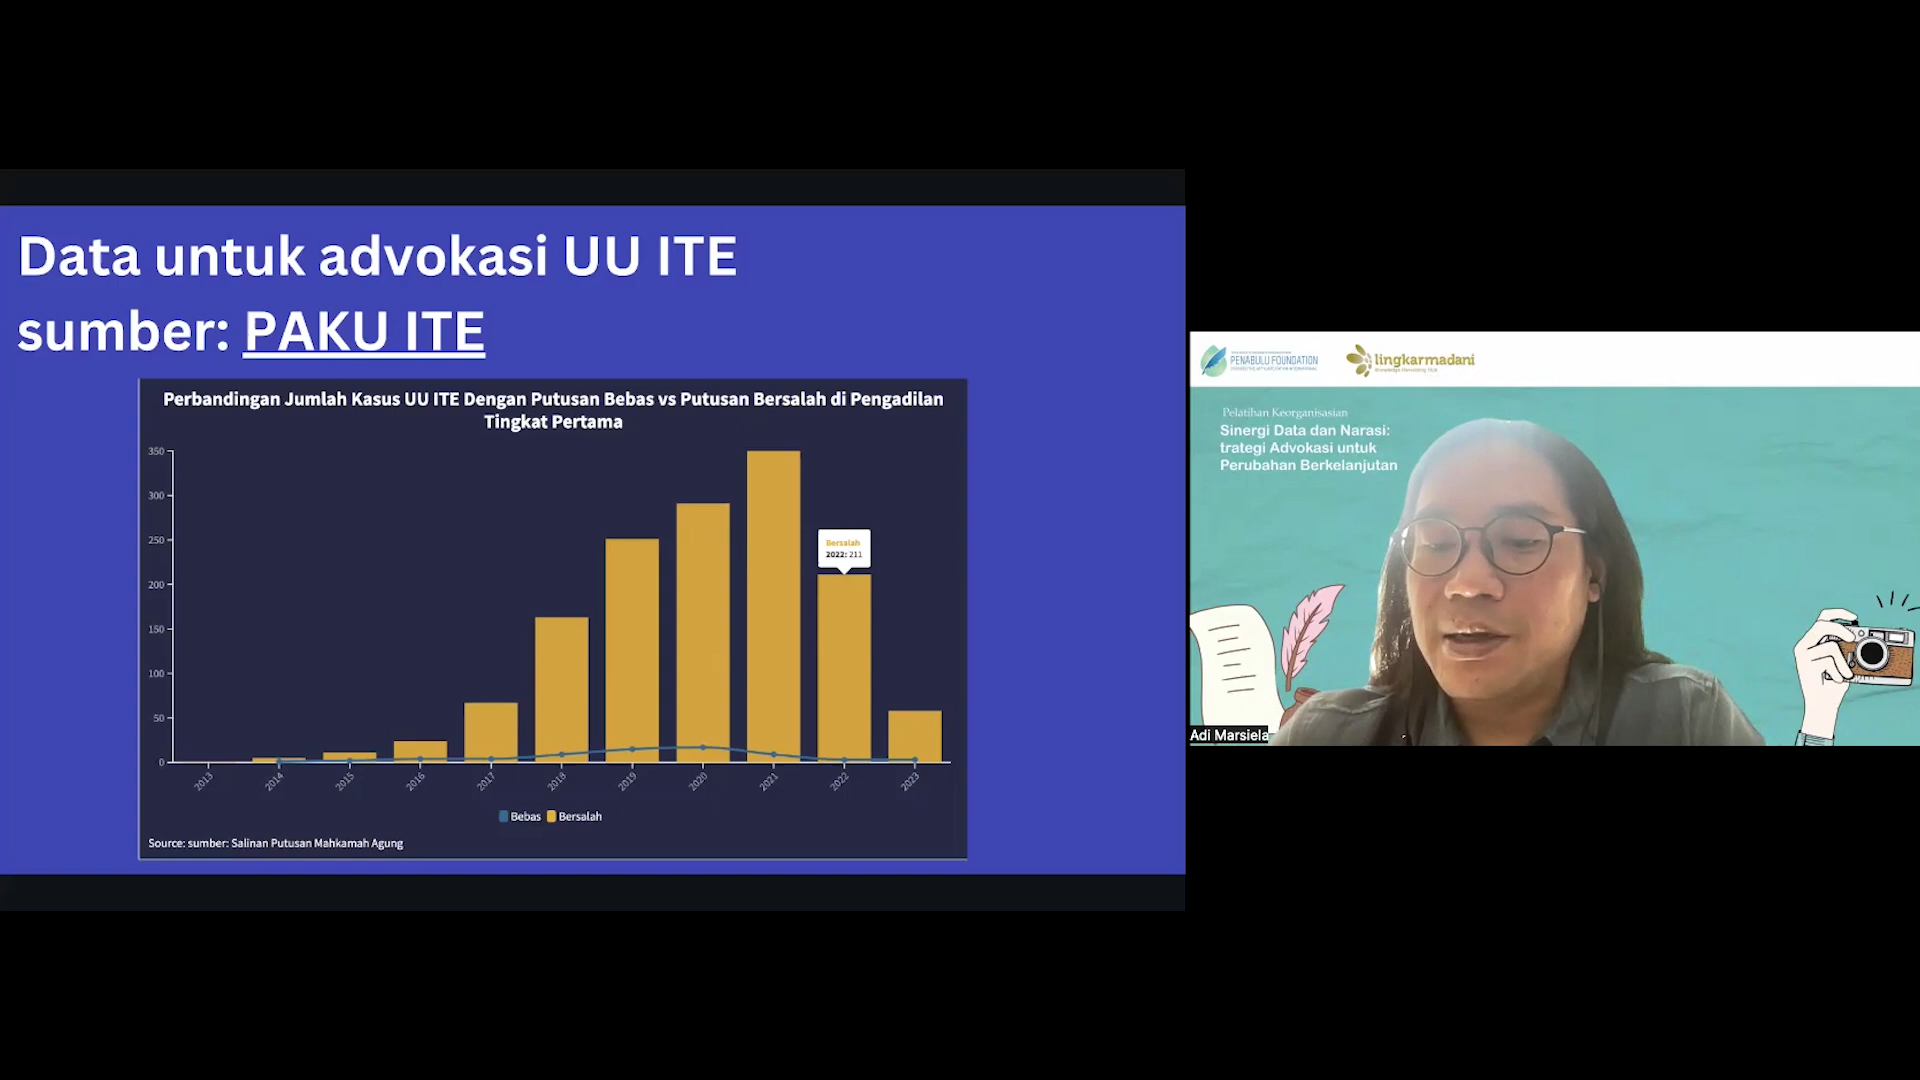 Data untuk advokasi UU ITE
sumber: PAKU ITE
Perbandingan Jumlah Kasus UU ITE Dengan Putusan Bebas vs Putusan Bersalah di Pengadilan
Tingkat Pertama
350
300
250
200
150
100
50
0
Bersalah
2022: 211
2013
2014
2015
2016
2017
2018
2019
2020
2021
2022
2023
Bebas
Bersalah
Source: sumber: Salinan Putusan Mahkamah Agung
PENABULU FOUNDATION
lingkarmadani
Pelatihan Keorganisasian
Sinergi Data dan Narasi:
trategi Advokasi untuk
Perubahan Berkelanjutan
Adi Marsiela